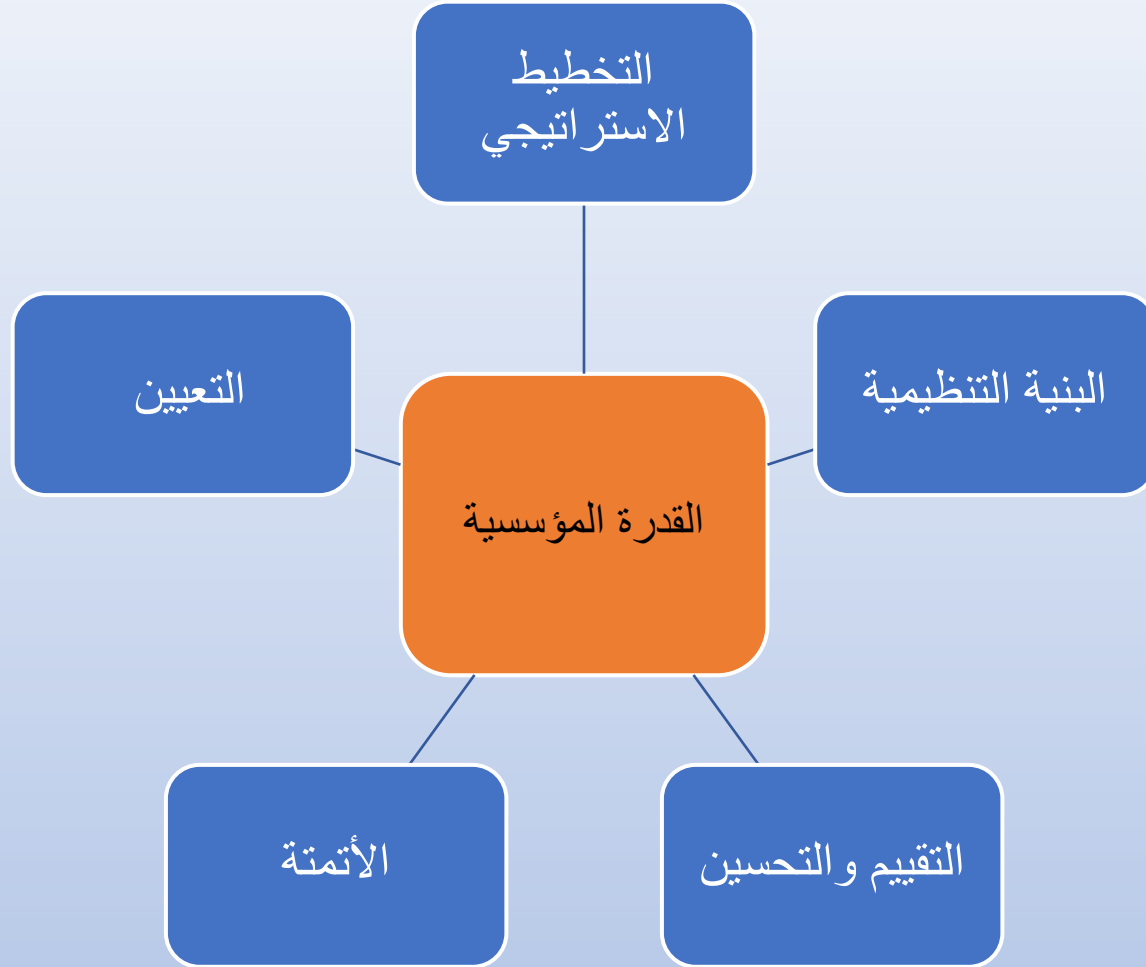 التخطيط
الاستراتيجي
البنية التنظيمية
التعيين
القدرة المؤسسية
التقييم والتحسين
الأتمتة